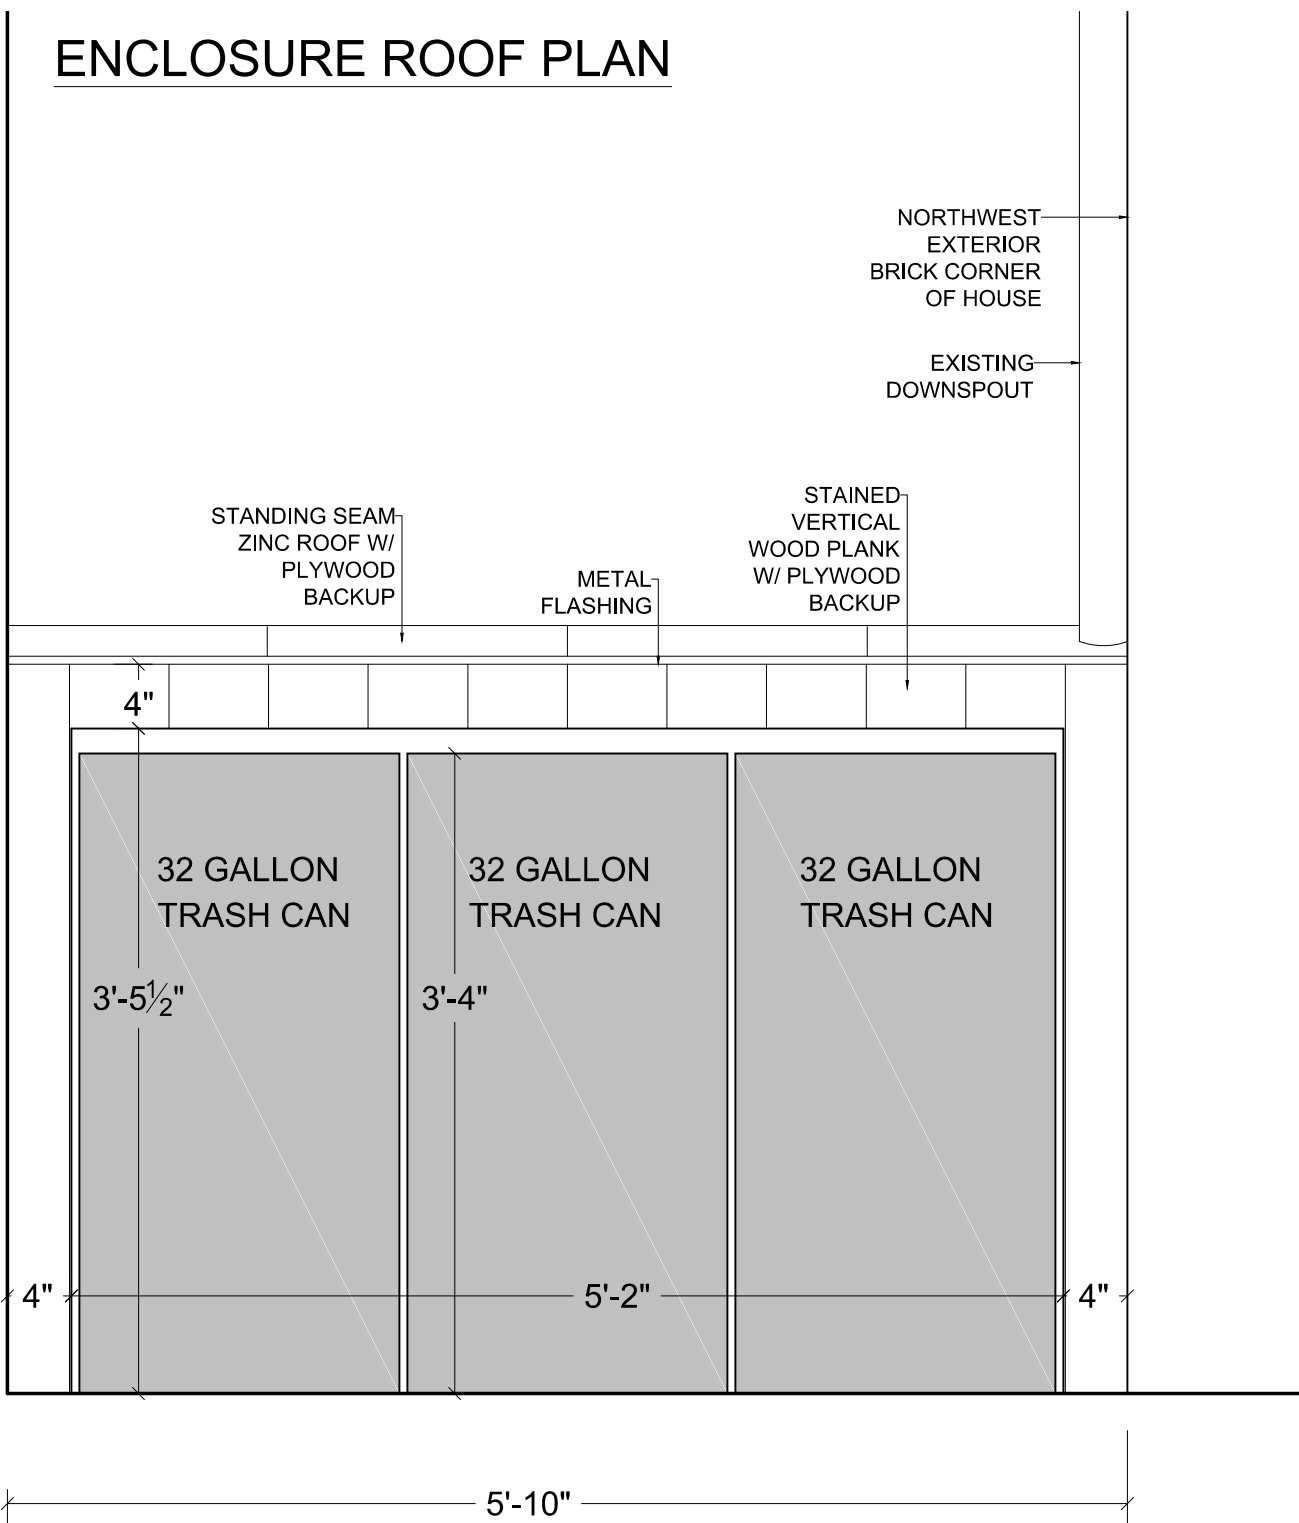 ENCLOSURE ROOF PLAN
NORTHWEST
EXTERIOR
BRICK CORNER
OF HOUSE
EXISTING
DOWNSPOUT
STANDING SEAM
ZINC ROOF W/
PLYWOOD
BACKUP
METAL
FLASHING
STAINED
VERTICAL
WOOD PLANK
W/ PLYWOOD
BACKUP
4"
32 GALLON
TRASH CAN
32 GALLON
TRASH CAN
32 GALLON
TRASH CAN
3'-5½"
3'-4"
4"
5'-2"
4"
5'-10"